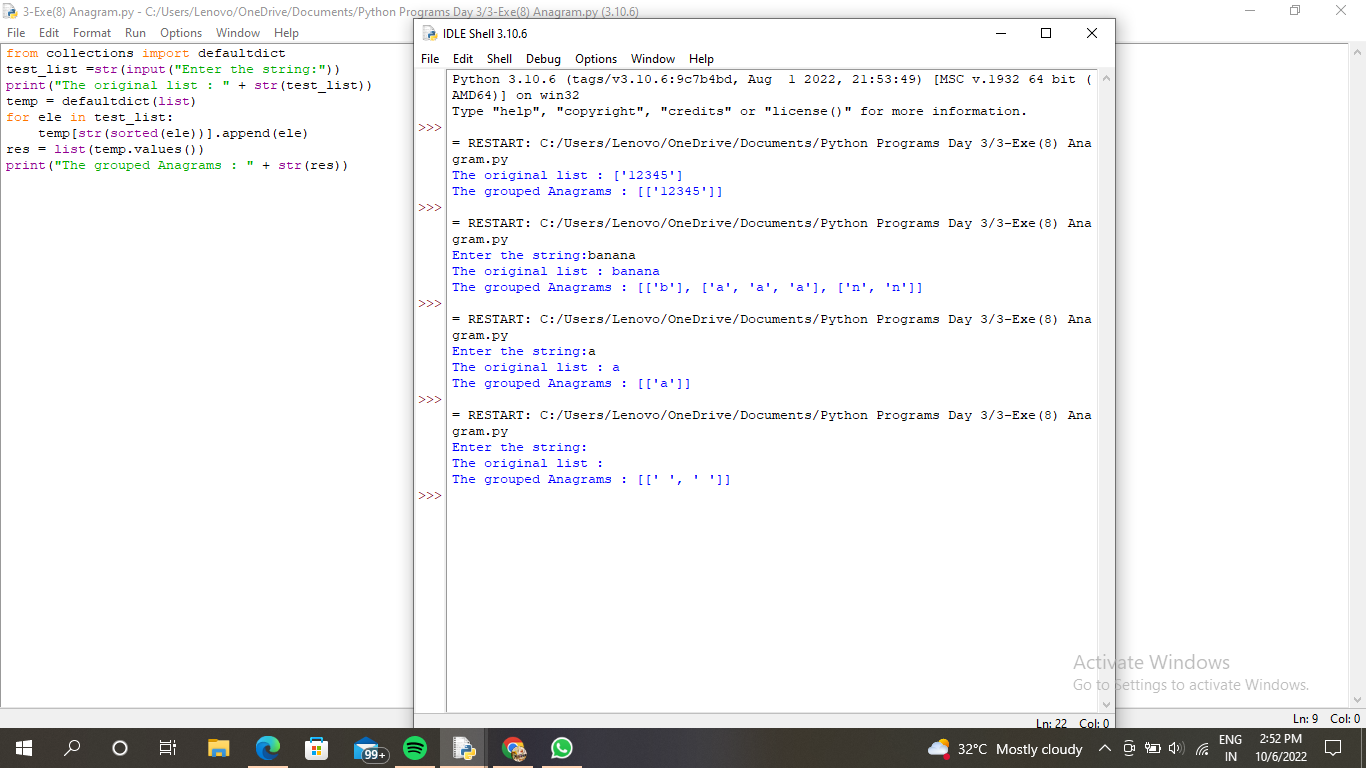 3-Exe(8) Anagram.py - C:/Users/Lenovo/OneDrive/Documents/Python Programs Day 3/3-Exe(8) Anagram.py (3.10.6)
File Edit Format Run Options Window Help
from collections import defaultdict
test_list =str(input("Enter the string:"))
print("The original list : " + str(test_list))
temp = defaultdict(list)
for ele in test_list:
    temp[str(sorted(ele))].append(ele)
res = list(temp.values())
print("The grouped Anagrams : " + str(res))
IDLE Shell 3.10.6
File Edit Shell Debug Options Window Help
Python 3.10.6 (tags/v3.10.6:9c7b4bd, Aug  1 2022, 21:53:49) [MSC v.1932 64 bit (
AMD64)] on win32
Type "help", "copyright", "credits" or "license()" for more information.
>>>
= RESTART: C:/Users/Lenovo/OneDrive/Documents/Python Programs Day 3/3-Exe(8) Ana
gram.py
The original list : ['12345']
The grouped Anagrams : [['12345']]
>>>
= RESTART: C:/Users/Lenovo/OneDrive/Documents/Python Programs Day 3/3-Exe(8) Ana
gram.py
Enter the string:banana
The original list : banana
The grouped Anagrams : [['b'], ['a', 'a', 'a'], ['n', 'n']]
>>>
= RESTART: C:/Users/Lenovo/OneDrive/Documents/Python Programs Day 3/3-Exe(8) Ana
gram.py
Enter the string:a
The original list : a
The grouped Anagrams : [['a']]
>>>
= RESTART: C:/Users/Lenovo/OneDrive/Documents/Python Programs Day 3/3-Exe(8) Ana
gram.py
Enter the string:
The original list :
The grouped Anagrams : [[' ', ' ']]
>>>
Activate Windows
Go to Settings to activate Windows.
Ln: 22 Col: 0
Ln: 9 Col: 0
99+
32°C Mostly cloudy
ENG
IN
2:52 PM
10/6/2022